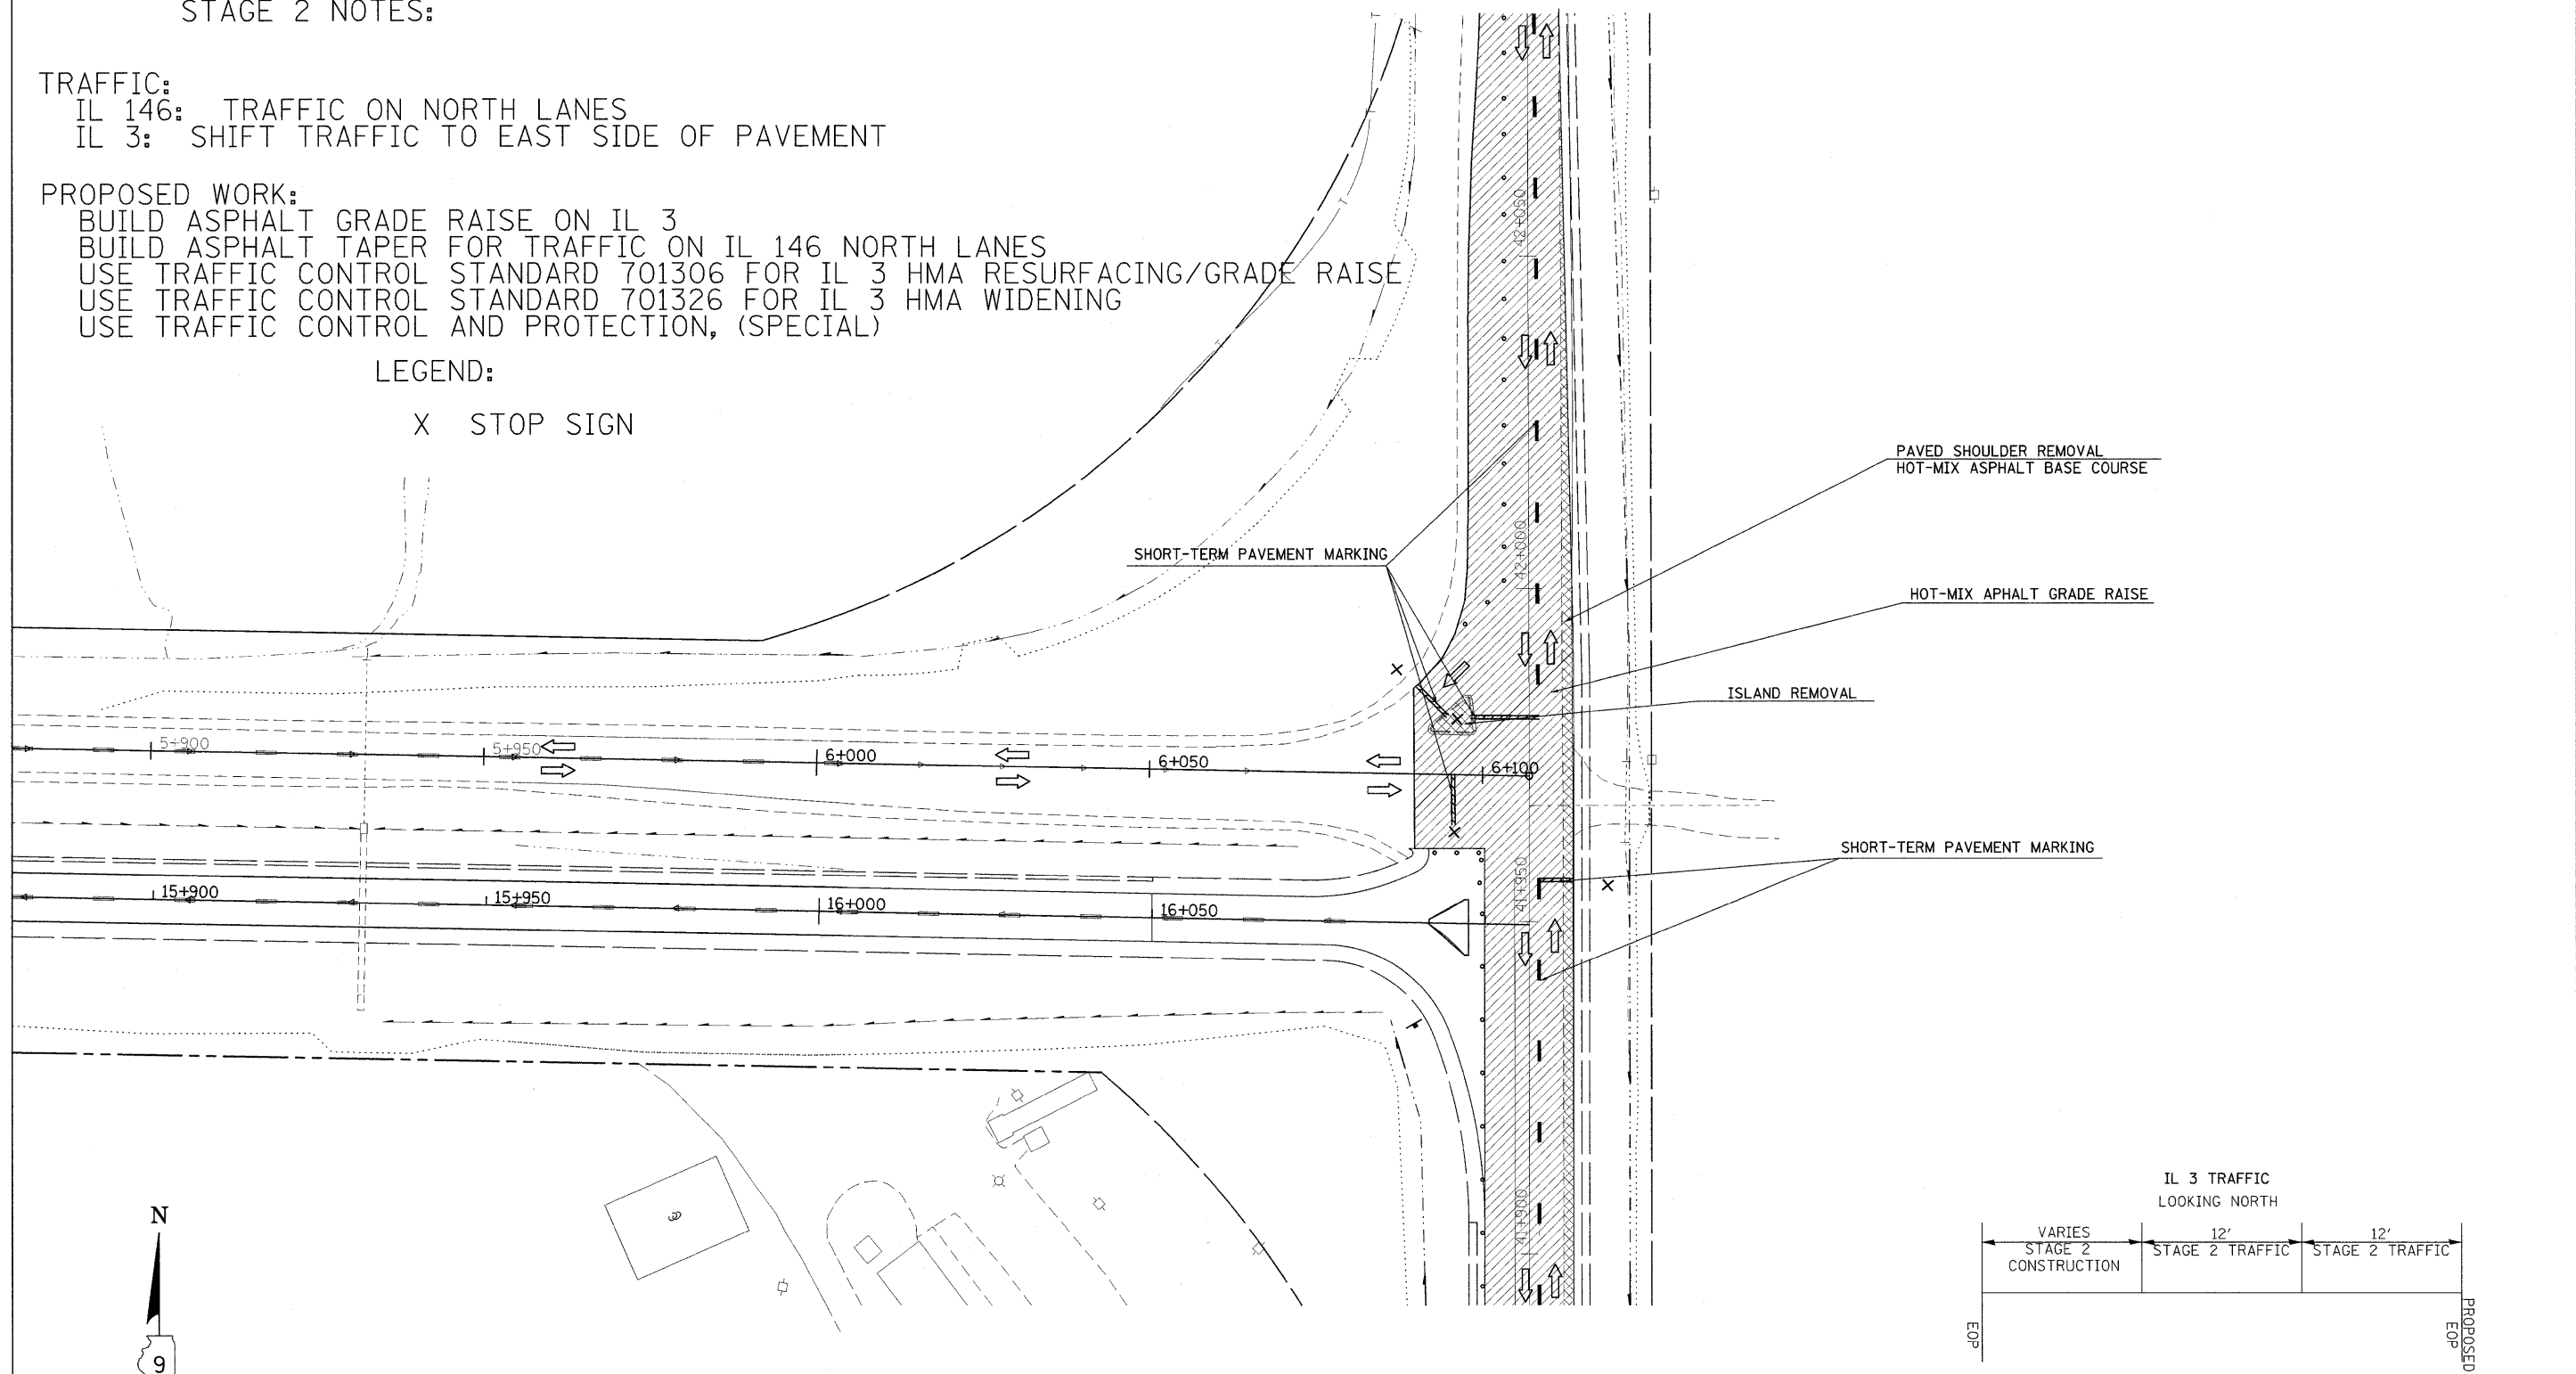 STAGE 2 NOTES:
TRAFFIC:
IL 146: TRAFFIC ON NORTH LANES
IL 3: SHIFT TRAFFIC TO EAST SIDE OF PAVEMENT
PROPOSED WORK:
BUILD ASPHALT GRADE RAISE ON IL 3
BUILD ASPHALT TAPER FOR TRAFFIC ON IL 146 NORTH LANES
USE TRAFFIC CONTROL STANDARD 701306 FOR IL 3 HMA RESURFACING/GRADE RAISE
USE TRAFFIC CONTROL STANDARD 701326 FOR IL 3 HMA WIDENING
USE TRAFFIC CONTROL AND PROTECTION, (SPECIAL)
LEGEND:
X STOP SIGN
42+050
PAVED SHOULDER REMOVAL
HOT-MIX ASPHALT BASE COURSE
42+000
SHORT-TERM PAVEMENT MARKING
HOT-MIX APHALT GRADE RAISE
ISLAND REMOVAL
5+900
5+950
6+000
6+050
6+100
SHORT-TERM PAVEMENT MARKING
41+950
15+900
15+950
16+000
16+050
41+900
IL 3 TRAFFIC
LOOKING NORTH
VARIES
STAGE 2
CONSTRUCTION
12'
STAGE 2 TRAFFIC
12'
STAGE 2 TRAFFIC
EOP
PROPOSED
EOP
N
9